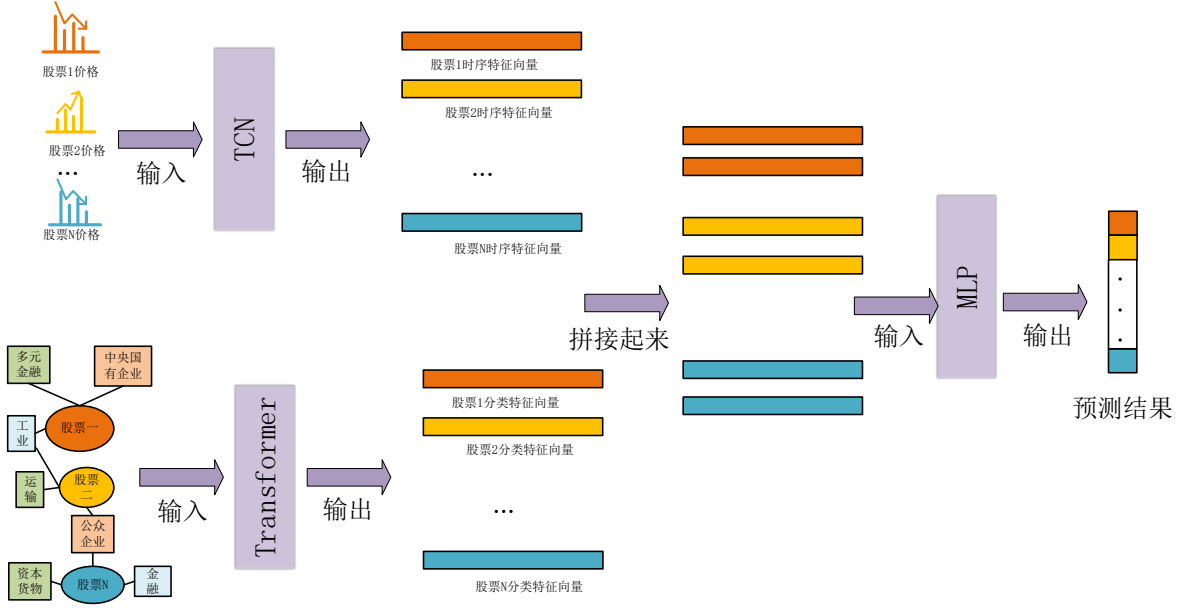 股票1价格
股票2价格
...
股票N价格
输入
TCN
输出
股票1时序特征向量
股票2时序特征向量
...
股票N时序特征向量
多元
金融
中央国
有企业
工
业
股票一
运
输
股票
二
公众
企业
资本
货物
股票N
金
融
输入
Transformer
输出
股票1分类特征向量
股票2分类特征向量
...
股票N分类特征向量
拼接起来
输入
MLP
输出
.
.
.
预测结果